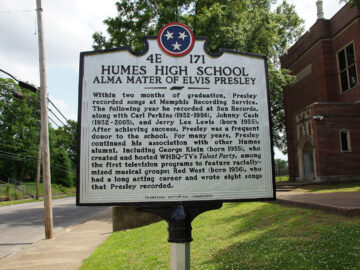 4E 171
HUMES HIGH SCHOOL
ALMA MATER OF ELVIS PRESLEY
Within two months of graduation, Presley
recorded songs at Memphis Recording Service.
The following year he recorded at Sun Records,
along with Carl Perkins (1932-1998), Johnny Cash
(1932-2003), and Jerry Lee Lewis (born 1935).
After achieving success, Presley was a frequent
donor to the school. For many years, Presley
continued his association with other Humes
alumni, including George Klein (born 1935), who
created and hosted WHBQ-TV's Talent Party, among
the first television programs to feature racially-
mixed musical groups; Red West (born 1936), who
had a long acting career and wrote eight songs
that Presley recorded.
TENNESSEE HISTORICAL COMMISSION